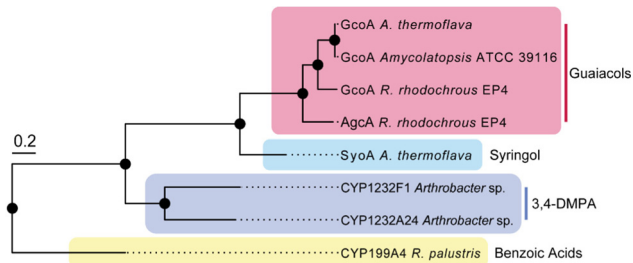 GcoA A. thermoflava
GcoA Amycolatopsis ATCC 39116
Guaiacols
GcoA R. rhodochrous EP4
AgcA R. rhodochrous EP4
0.2
SyoA A. thermoflava Syringol
CYP1232F1 Arthrobacter sp.
3,4-DMPA
CYP1232A24 Arthrobacter sp.
CYP199A4 R. palustris Benzoic Acids